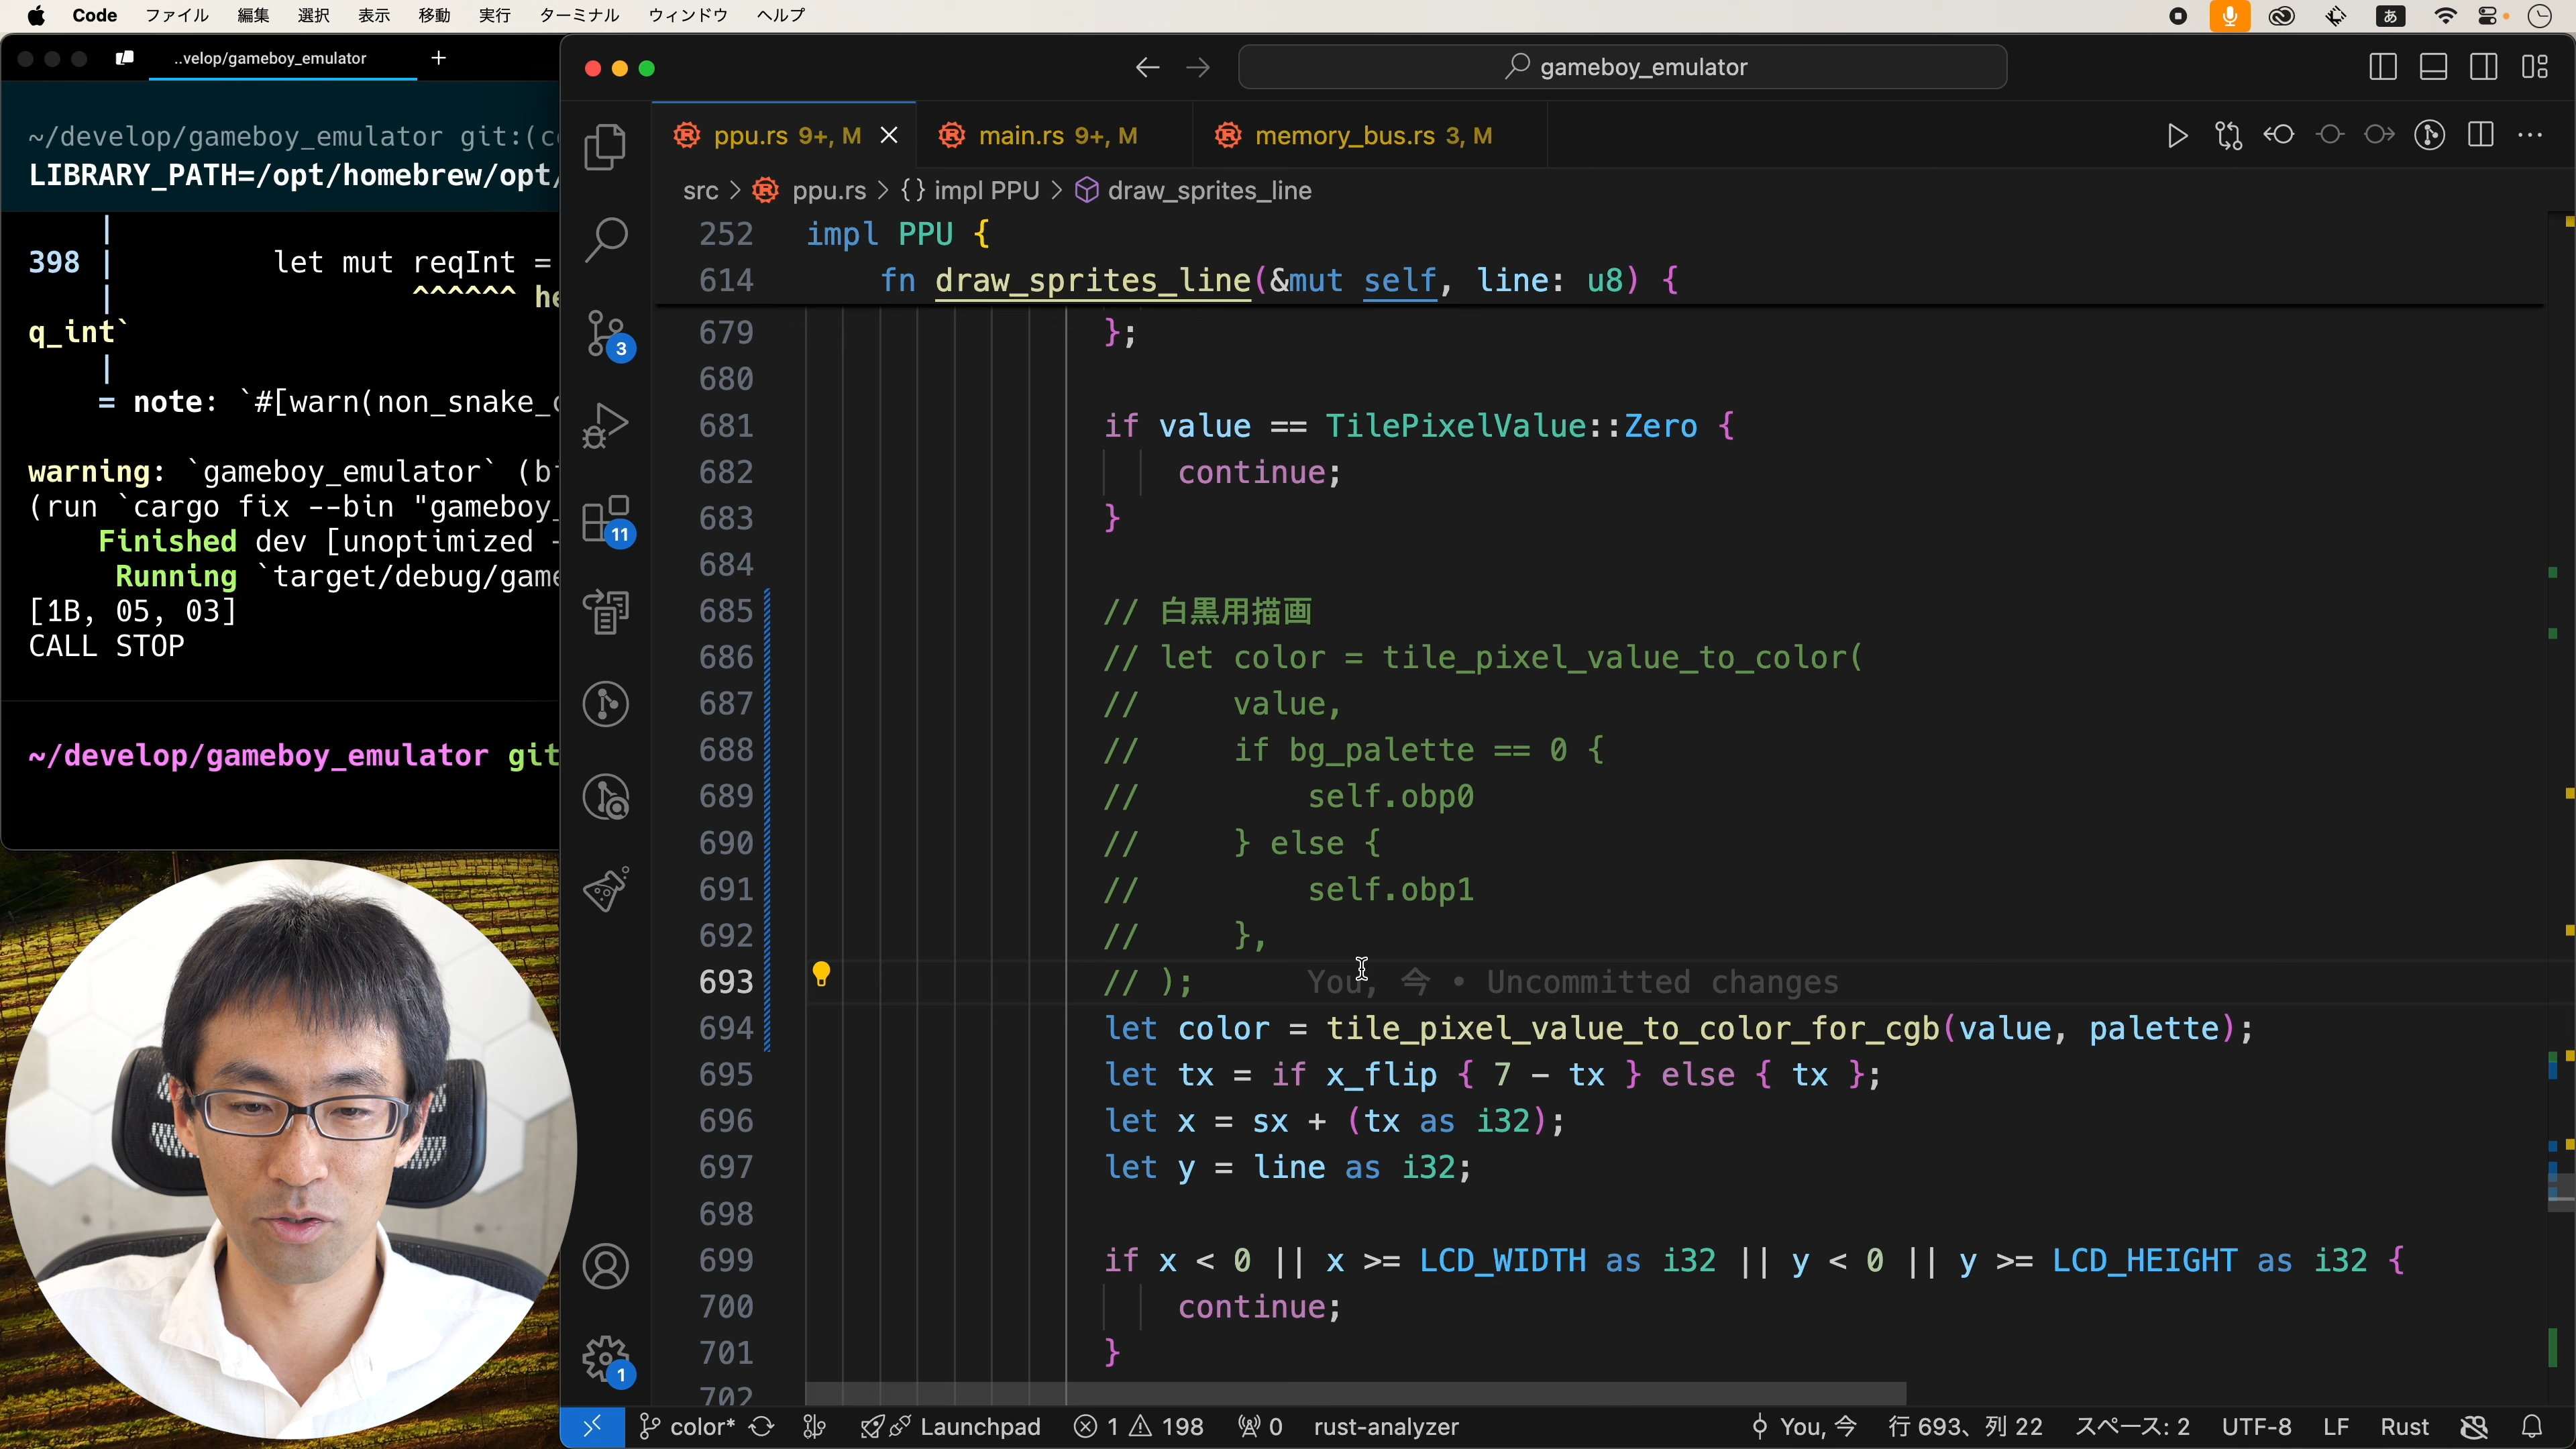 Code ファイル 編集 選択 表示 移動 実行 ターミナル ウィンドウ ヘルプ あ
..velop/gameboy_emulator +
~/develop/gameboy_emulator git:(c
LIBRARY_PATH=/opt/homebrew/opt/
|
398 | let mut reqInt =
| ^^^^^^ he
q_int`
|
= note: `#[warn(non_snake_c
warning: `gameboy_emulator` (b
(run `cargo fix --bin "gameboy_
Finished dev [unoptimized
Running `target/debug/game
[1B, 05, 03]
CALL STOP
~/develop/gameboy_emulator git
gameboy_emulator
ppu.rs 9+, M main.rs 9+, M memory_bus.rs 3, M
src > ppu.rs > {} impl PPU > draw_sprites_line
252 impl PPU {
614 fn draw_sprites_line(&mut self, line: u8) {
679 };
680
681 if value == TilePixelValue::Zero {
682 continue;
683 }
684
685 // 白黒用描画
686 // let color = tile_pixel_value_to_color(
687 // value,
688 // if bg_palette == 0 {
689 // self.obp0
690 // } else {
691 // self.obp1
692 // },
693 // ); You, 今 • Uncommitted changes
694 let color = tile_pixel_value_to_color_for_cgb(value, palette);
695 let tx = if x_flip { 7 - tx } else { tx };
696 let x = sx + (tx as i32);
697 let y = line as i32;
698
699 if x < 0 || x >= LCD_WIDTH as i32 || y < 0 || y >= LCD_HEIGHT as i32 {
700 continue;
701 }
702
3
11
1
color* Launchpad 1 198 0 rust-analyzer You, 今 行 693、列 22 スペース: 2 UTF-8 LF Rust